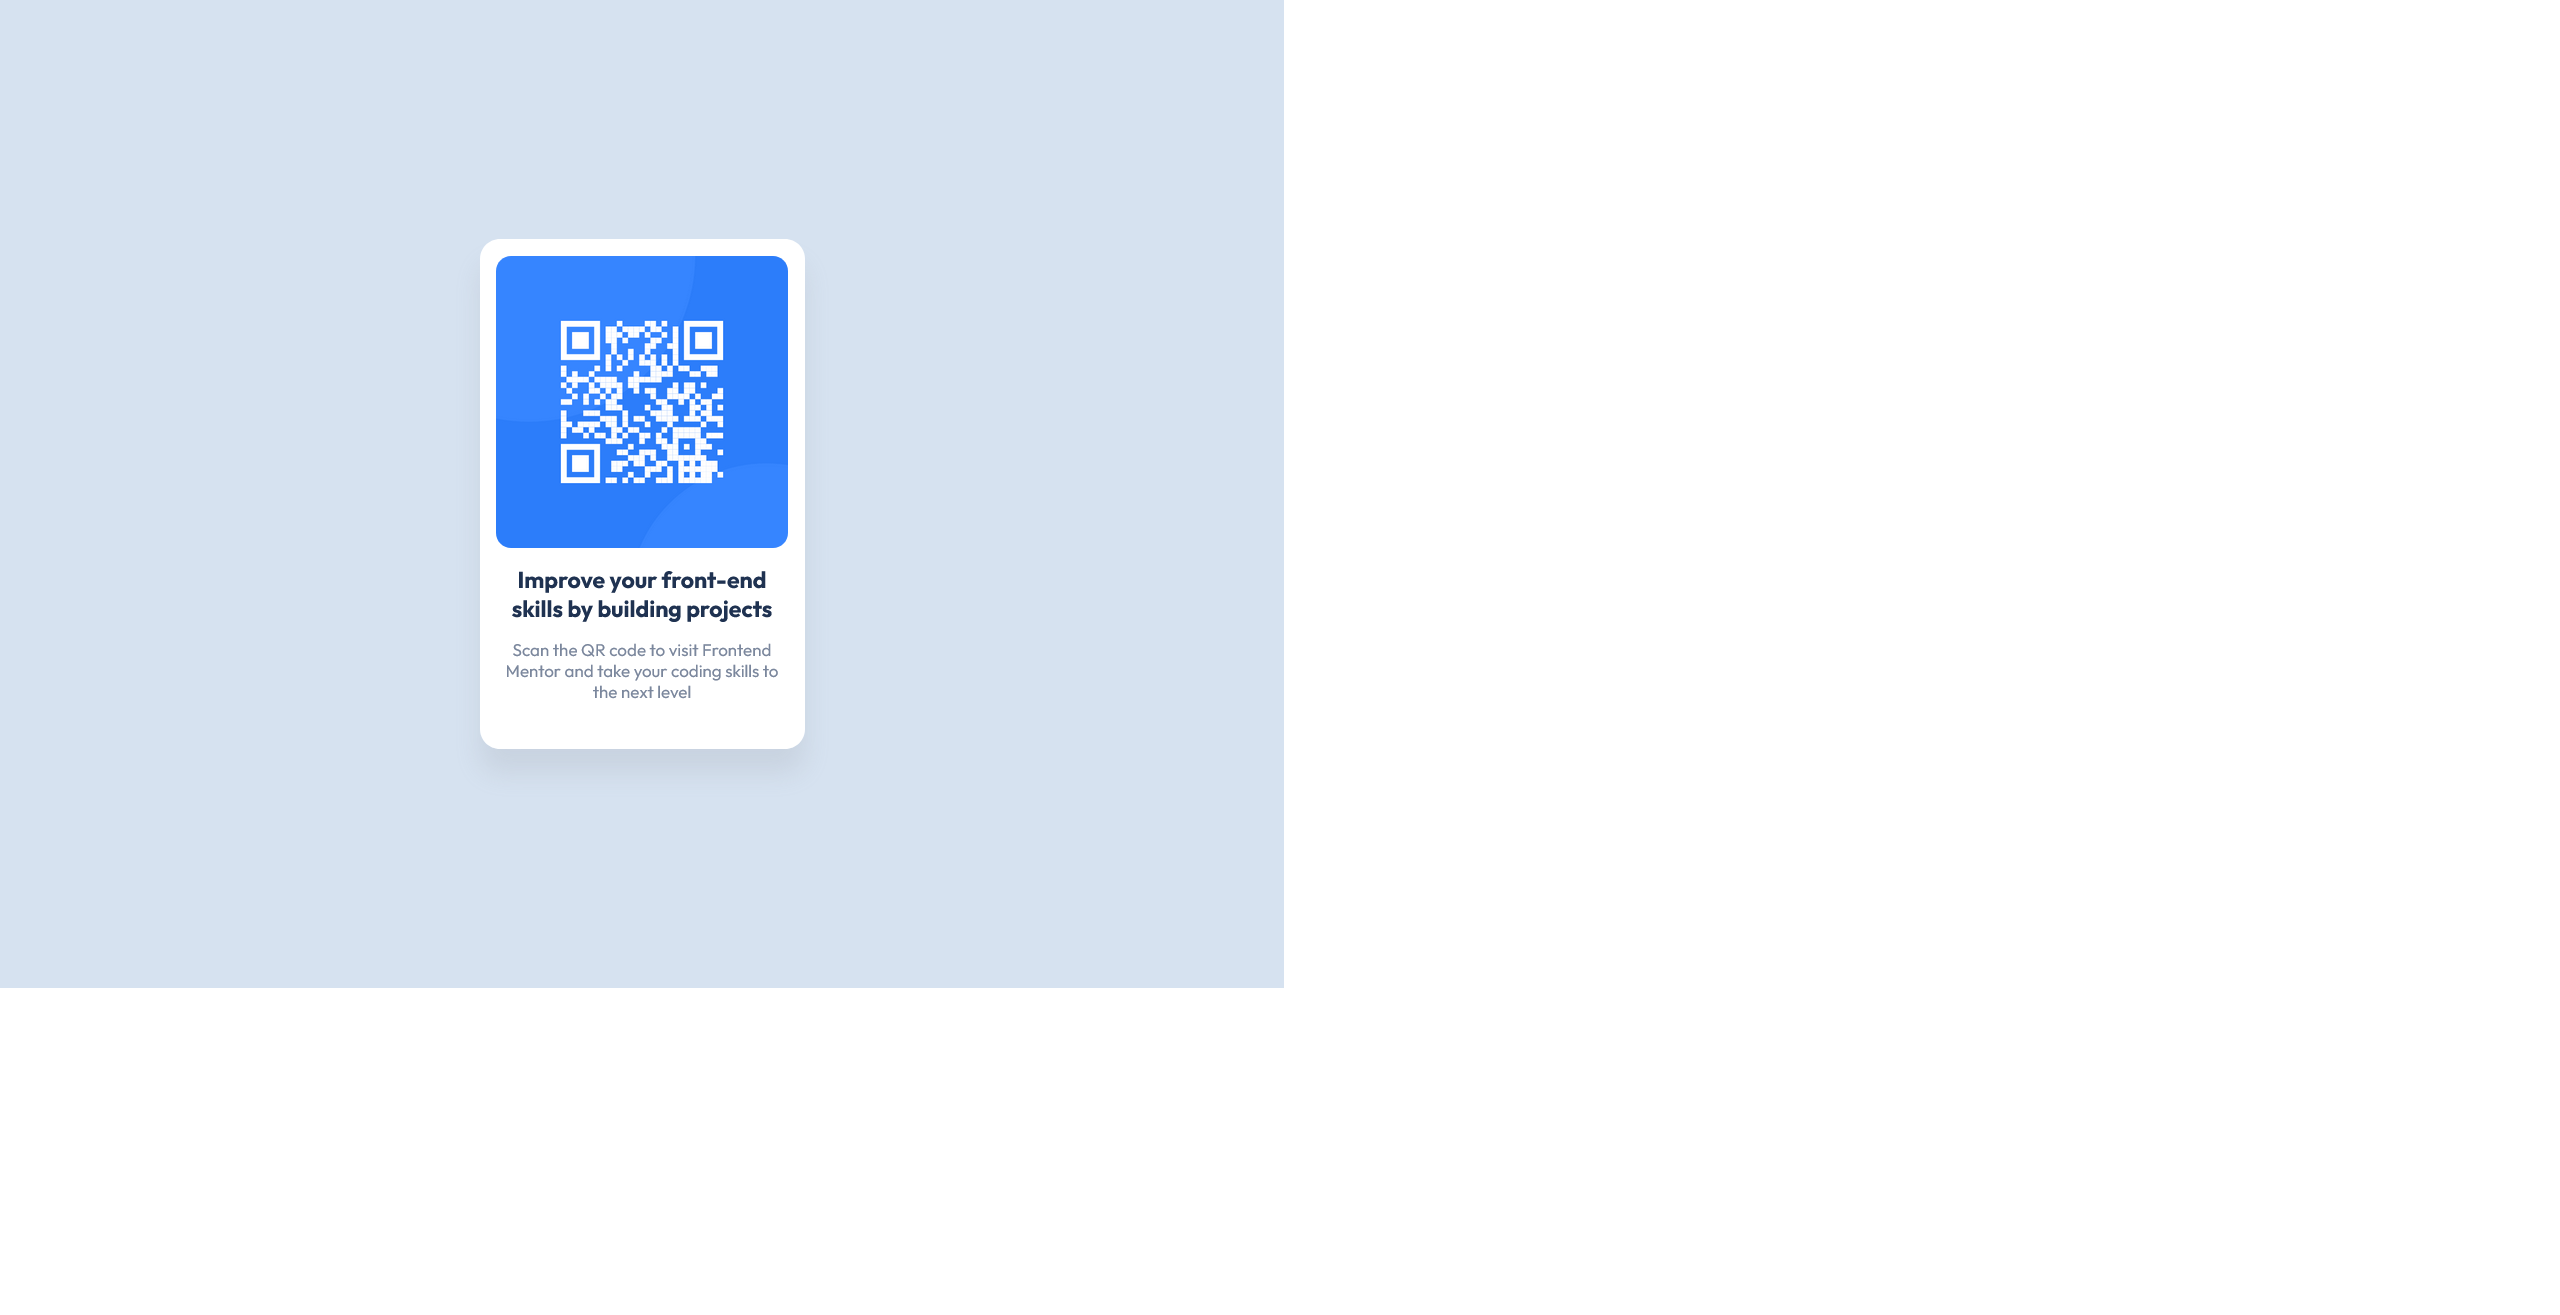 Improve your front-end
skills by building projects
Scan the QR code to visit Frontend
Mentor and take your coding skills to
the next level